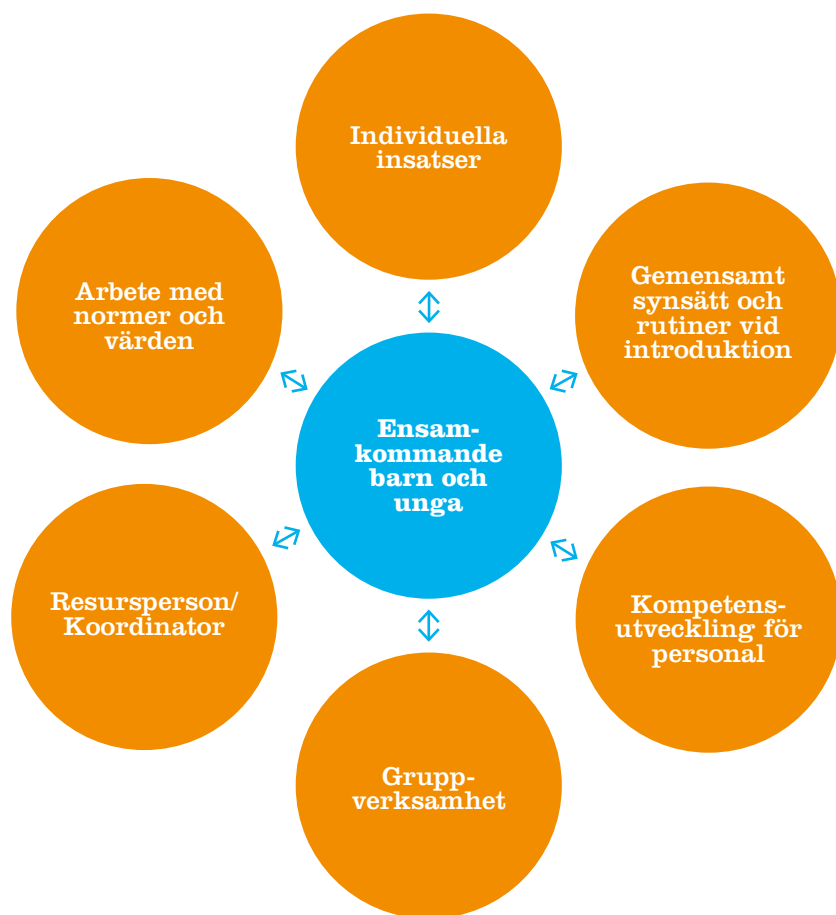 Individuella
insatser
Arbete med
normer och
värden
Gemensamt
synsätt och
rutiner vid
introduktion
Ensam-
kommande
barn och
unga
Resursperson/
Koordinator
Kompetens-
utveckling för
personal
Grupp-
verksamhet